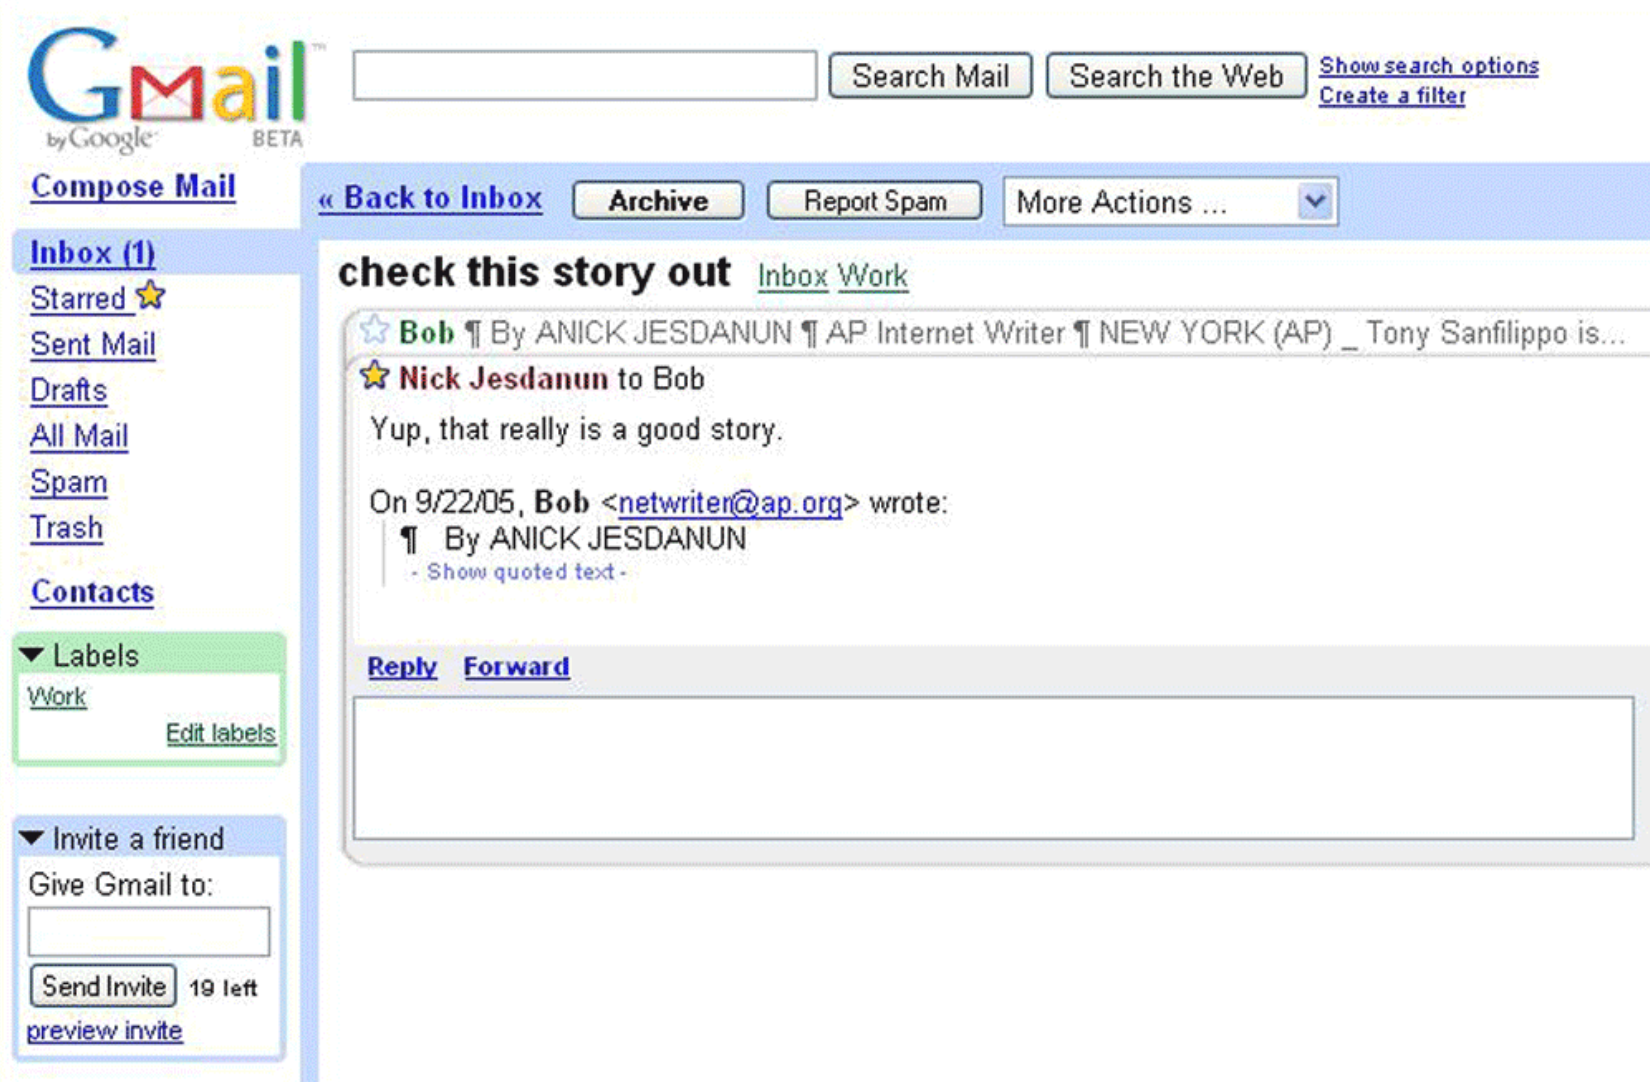 Gmail™
by Google
BETA
Search Mail
Search the Web
Show search options
Create a filter
Compose Mail
« Back to Inbox
Archive
Report Spam
More Actions ...
Inbox (1)
Starred
Sent Mail
Drafts
All Mail
Spam
Trash
Contacts
Labels
Work
Edit labels
Invite a friend
Give Gmail to:
Send Invite 19 left
preview invite
check this story out Inbox Work
Bob ¶ By ANICK JESDANUN ¶ AP Internet Writer ¶ NEW YORK (AP) _ Tony Sanfilippo is...
Nick Jesdanun to Bob
Yup, that really is a good story.
On 9/22/05, Bob <netwriter@ap.org> wrote:
¶ By ANICK JESDANUN
- Show quoted text -
Reply Forward